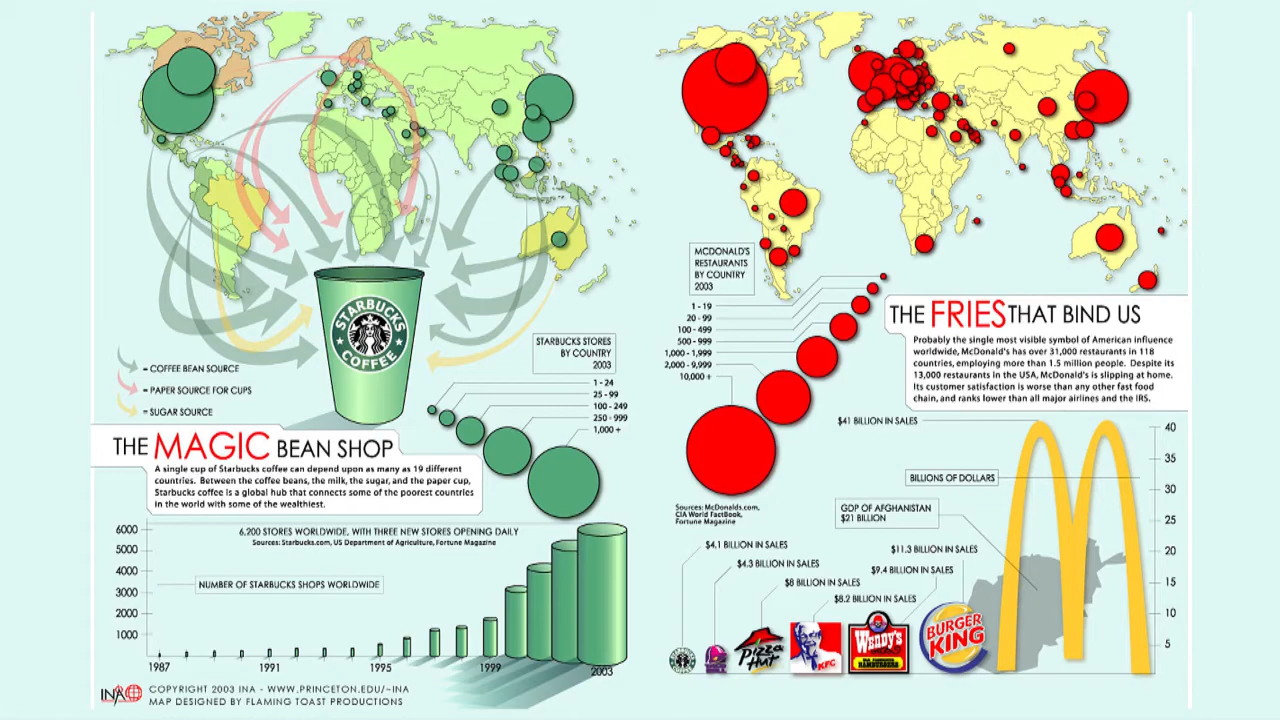 STARBUCKS
COFFEE
= COFFEE BEAN SOURCE
= PAPER SOURCE FOR CUPS
= SUGAR SOURCE
STARBUCKS STORES
BY COUNTRY
2003
1 - 24
25 - 99
100 - 249
250 - 999
1,000 +
THE MAGIC BEAN SHOP
A single cup of Starbucks coffee can depend upon as many as 19 different
countries. Between the coffee beans, the milk, the sugar, and the paper cup,
Starbucks coffee is a global hub that connects some of the poorest countries
in the world with some of the wealthiest.
6,200 STORES WORLDWIDE, WITH THREE NEW STORES OPENING DAILY
Sources: Starbucks.com, US Department of Agriculture, Fortune Magazine
NUMBER OF STARBUCKS SHOPS WORLDWIDE
6000
5000
4000
3000
2000
1000
1987
1991
1995
1999
2003
INA
COPYRIGHT 2003 INA - WWW.PRINCETON.EDU/~INA
MAP DESIGNED BY FLAMING TOAST PRODUCTIONS
MCDONALD'S
RESTAURANTS
BY COUNTRY
2003
1 - 19
20 - 99
100 - 499
500 - 999
1,000 - 1,999
2,000 - 9,999
10,000 +
THE FRIES THAT BIND US
Probably the single most visible symbol of American influence
worldwide, McDonald's has over 31,000 restaurants in 118
countries, employing more than 1.5 million people. Despite its
13,000 restaurants in the USA, McDonald's is slipping at home.
Its customer satisfaction is worse than any other fast food
chain, and ranks lower than all major airlines and the IRS.
Sources: McDonalds.com,
CIA World FactBook,
Fortune Magazine
$41 BILLION IN SALES
BILLIONS OF DOLLARS
GDP OF AFGHANISTAN
$21 BILLION
$4.1 BILLION IN SALES
$4.3 BILLION IN SALES
$8 BILLION IN SALES
$8.2 BILLION IN SALES
$9.4 BILLION IN SALES
$11.3 BILLION IN SALES
40
35
30
25
20
15
10
5
Pizza
Hut
KFC
Wendy's
OLD FASHIONED
HAMBURGERS
BURGER
KING